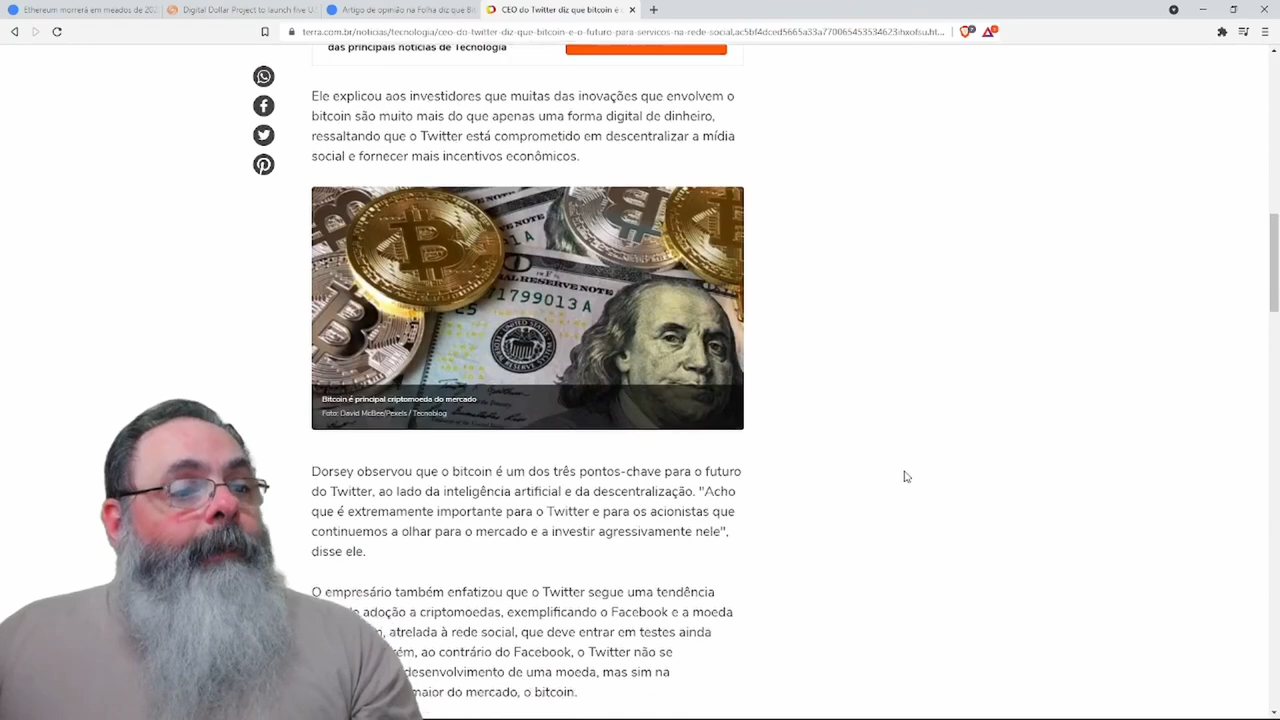 Ethereum morrerá em meados de 202
Digital Dollar Project to launch five U.
Artigo de opinião na Folha diz que Bit
CEO do Twitter diz que bitcoin é o
terra.com.br/noticias/tecnologia/ceo-do-twitter-diz-que-bitcoin-e-o-futuro-para-servicos-na-rede-social,ac5bf4dced5665a33a770065453534623ihxofsu.ht...
das principais notícias de Tecnologia
Ele explicou aos investidores que muitas das inovações que envolvem o
bitcoin são muito mais do que apenas uma forma digital de dinheiro,
ressaltando que o Twitter está comprometido em descentralizar a mídia
social e fornecer mais incentivos econômicos.
RAL RESERVE NOTE
1799013 A
E5
Bitcoin é principal criptomoeda do mercado
Foto: David McBee/Pexels / Tecnoblog
Dorsey observou que o bitcoin é um dos três pontos-chave para o futuro
do Twitter, ao lado da inteligência artificial e da descentralização. "Acho
que é extremamente importante para o Twitter e para os acionistas que
continuemos a olhar para o mercado e a investir agressivamente nele",
disse ele.
O empresário também enfatizou que o Twitter segue uma tendência
adoção a criptomoedas, exemplificando o Facebook e a moeda
atrelada à rede social, que deve entrar em testes ainda
ao contrário do Facebook, o Twitter não se
desenvolvimento de uma moeda, mas sim na
maior do mercado, o bitcoin.